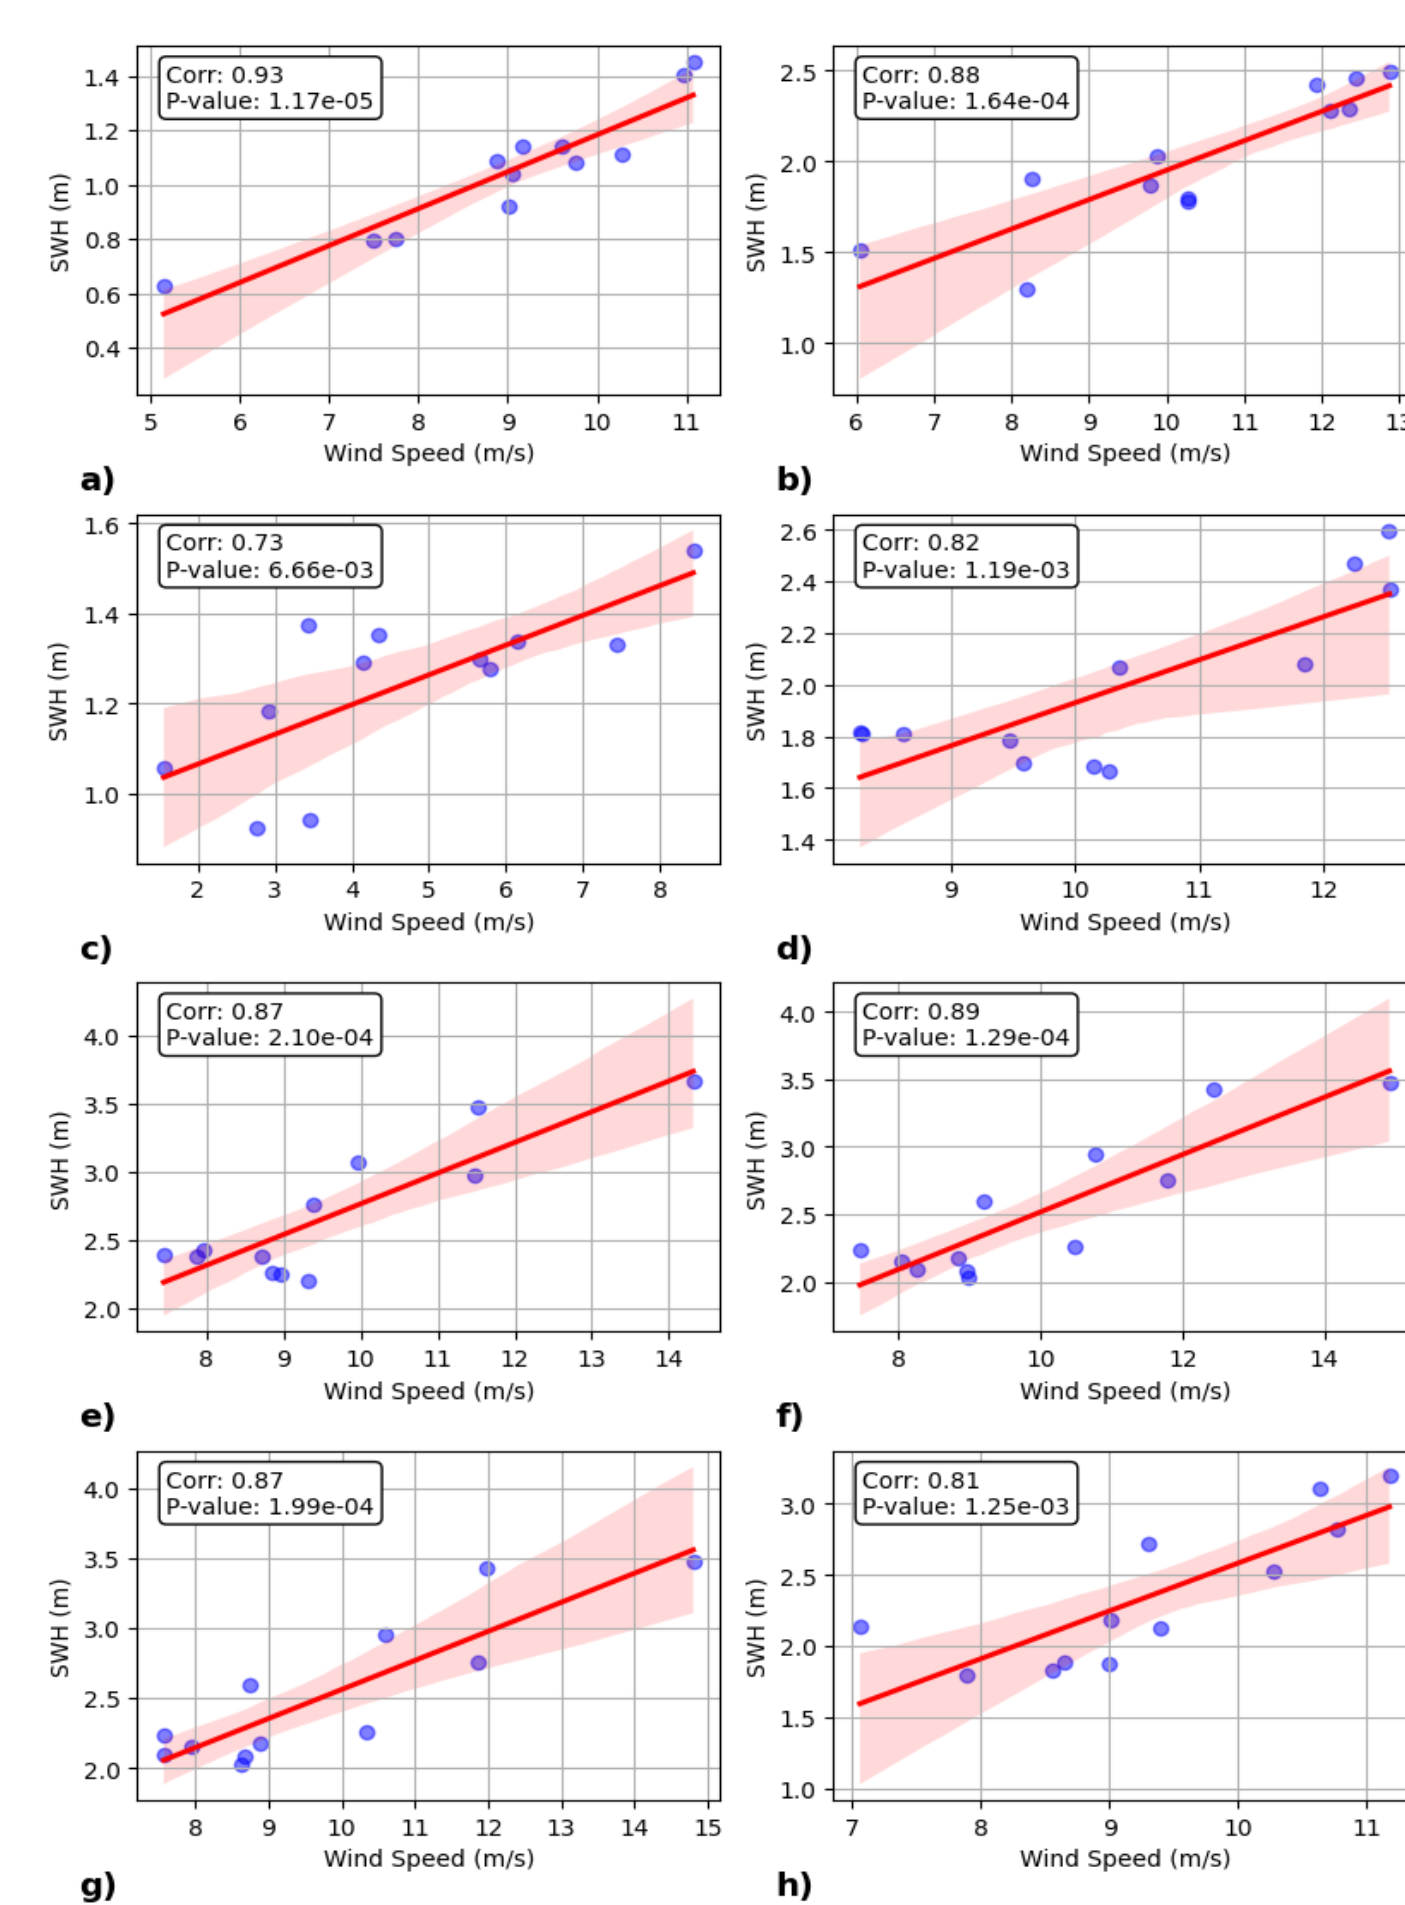 Corr: 0.93
P-value: 1.17e-05
SWH (m)
1.4
1.2
1.0
0.8
0.6
0.4
5 6 7 8 9 10 11
Wind Speed (m/s)
a)
Corr: 0.88
P-value: 1.64e-04
SWH (m)
2.5
2.0
1.5
1.0
6 7 8 9 10 11 12
Wind Speed (m/s)
b)
Corr: 0.73
P-value: 6.66e-03
SWH (m)
1.6
1.4
1.2
1.0
2 3 4 5 6 7 8
Wind Speed (m/s)
c)
Corr: 0.82
P-value: 1.19e-03
SWH (m)
2.6
2.4
2.2
2.0
1.8
1.6
1.4
9 10 11 12
Wind Speed (m/s)
d)
Corr: 0.87
P-value: 2.10e-04
SWH (m)
4.0
3.5
3.0
2.5
2.0
8 9 10 11 12 13 14
Wind Speed (m/s)
e)
Corr: 0.89
P-value: 1.29e-04
SWH (m)
4.0
3.5
3.0
2.5
2.0
8 10 12 14
Wind Speed (m/s)
f)
Corr: 0.87
P-value: 1.99e-04
SWH (m)
4.0
3.5
3.0
2.5
2.0
8 9 10 11 12 13 14 15
Wind Speed (m/s)
g)
Corr: 0.81
P-value: 1.25e-03
SWH (m)
3.0
2.5
2.0
1.5
1.0
7 8 9 10 11
Wind Speed (m/s)
h)